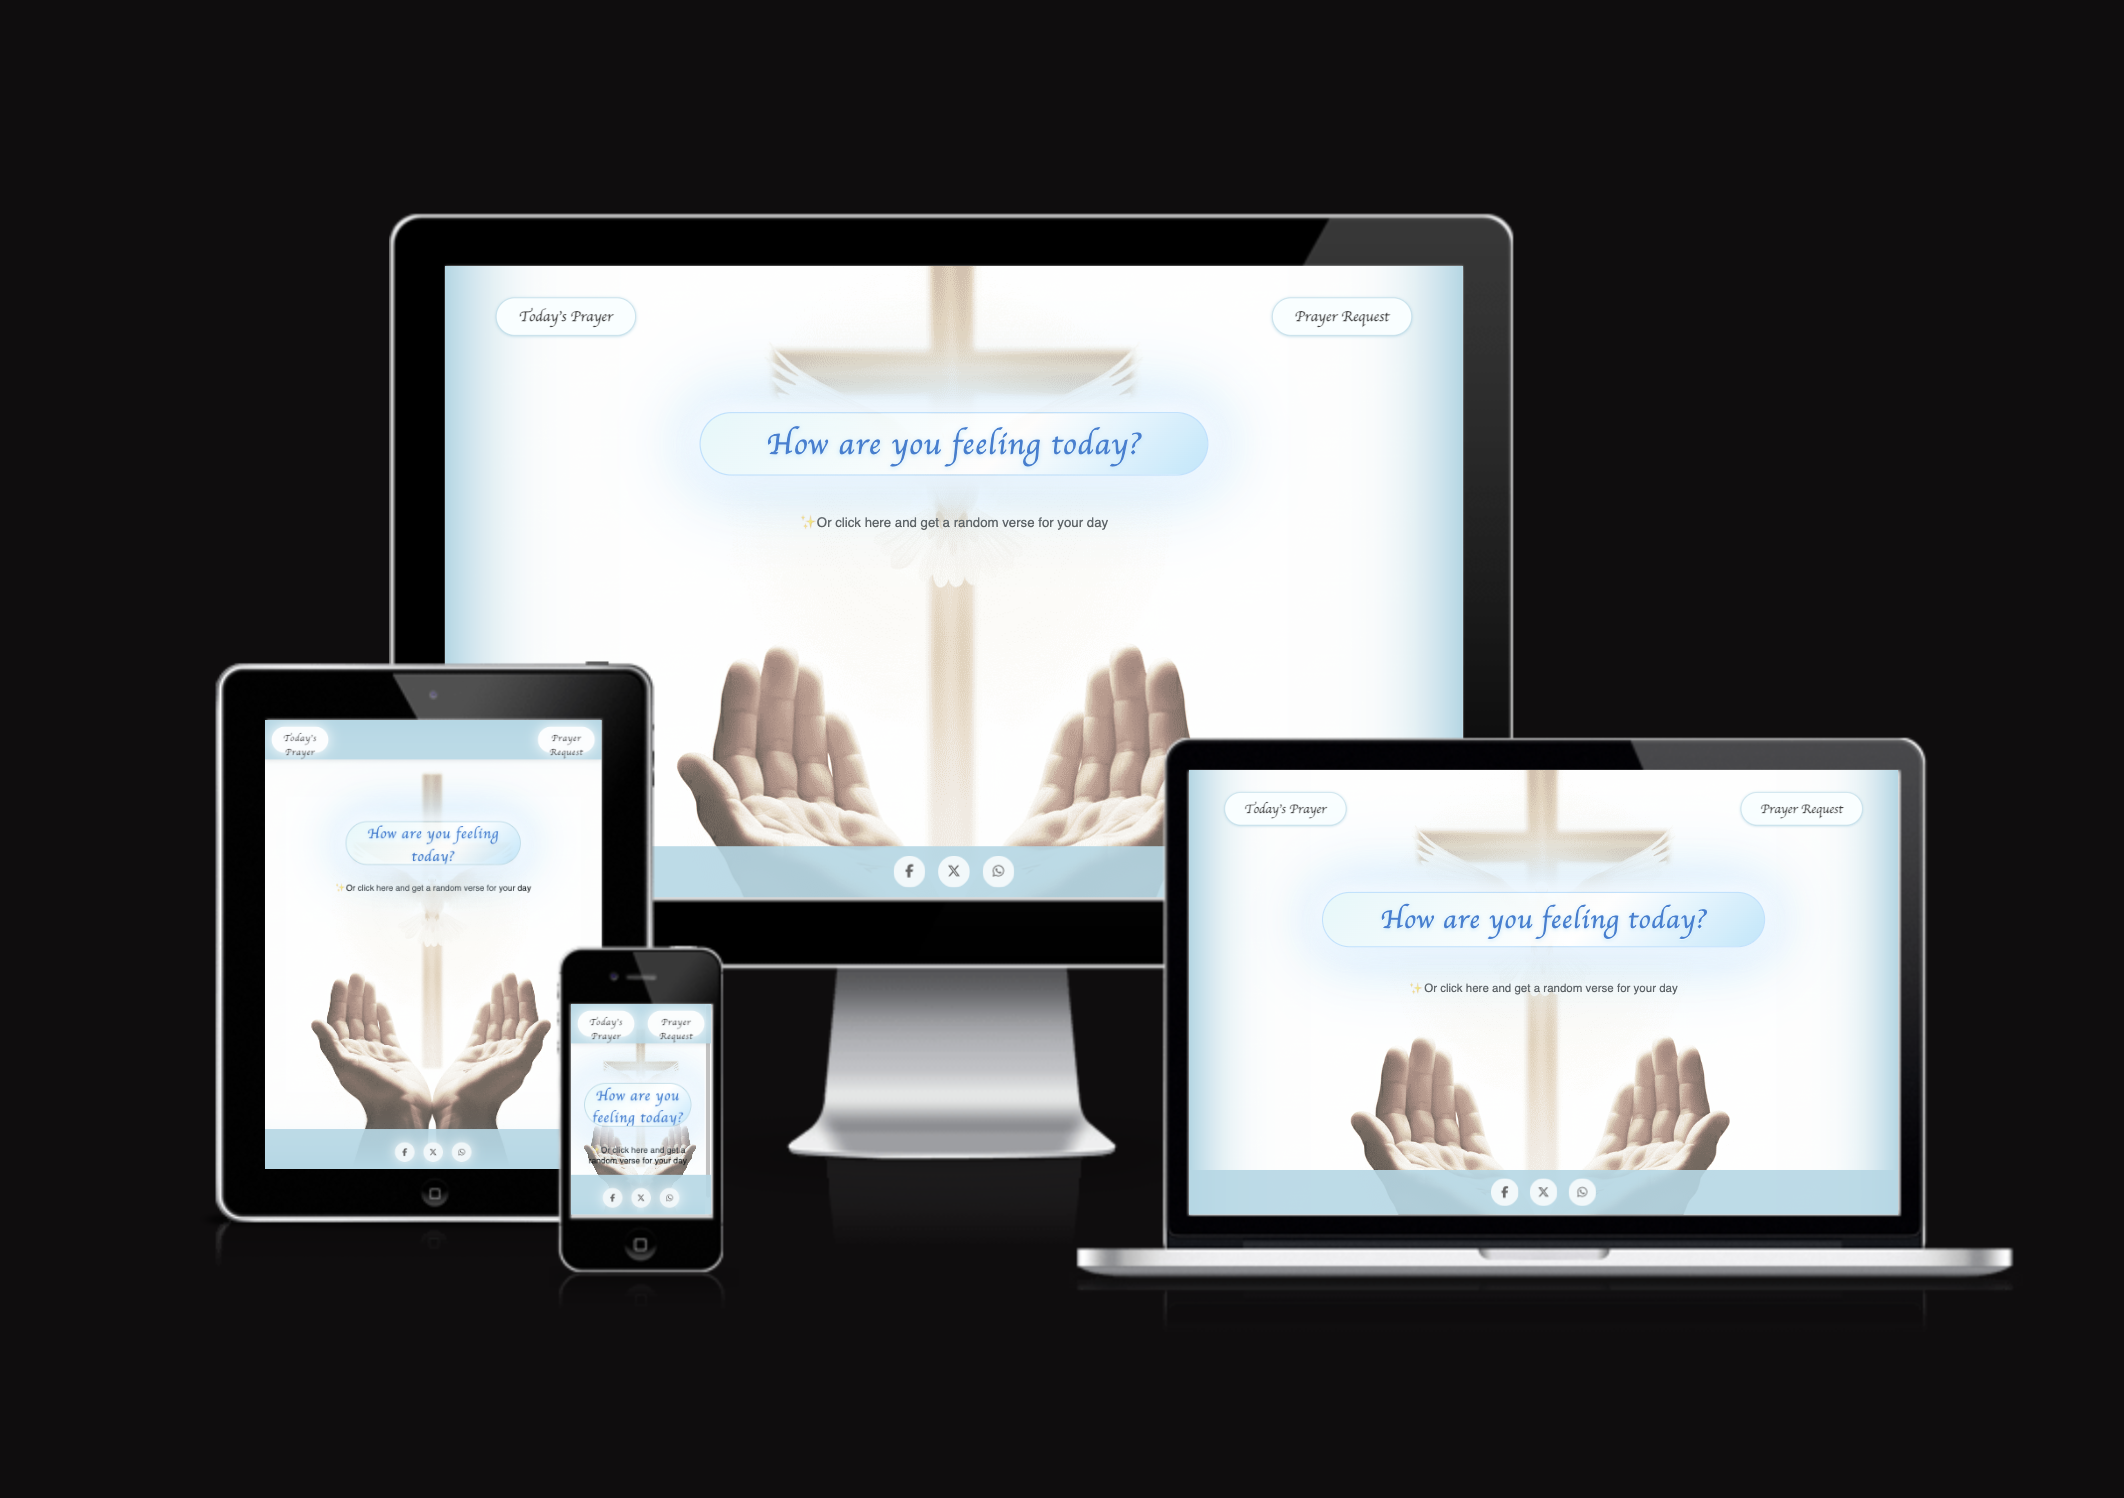 Today's Prayer
Prayer Request
How are you feeling today?
✨Or click here and get a random verse for your day
Today's
Prayer
Prayer
Request
How are you feeling
today?
✨Or click here and get a random verse for your day
Today's
Prayer
Prayer
Request
How are you
feeling today?
✨Or click here and get a
random verse for your day
Today's Prayer
Prayer Request
How are you feeling today?
✨Or click here and get a random verse for your day